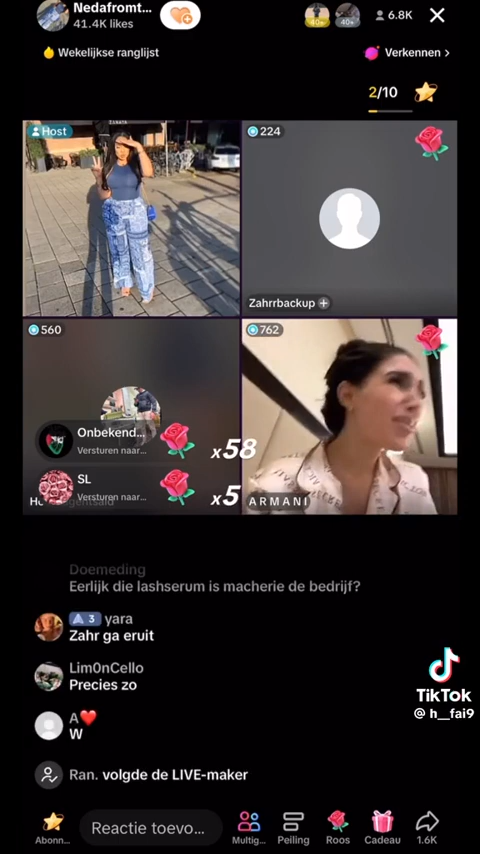 Nedafromt...
41.4K likes
40+
40+
6.8K
Wekelijkse ranglijst
Verkennen >
2/10
Host
224
Zahrrbackup +
560
762
Onbekend...
Versturen naar...
x58
SL
Versturen naar...
x5
ARMANI
Doemeding
Eerlijk die lashserum is macherie de bedrijf?
3 yara
Zahr ga eruit
Lim0nCello
Precies zo
A❤️
W
Ran. volgde de LIVE-maker
TikTok
@ h__fai9
Abonn...
Reactie toevo...
Multig...
Peiling
Roos
Cadeau
1.6K